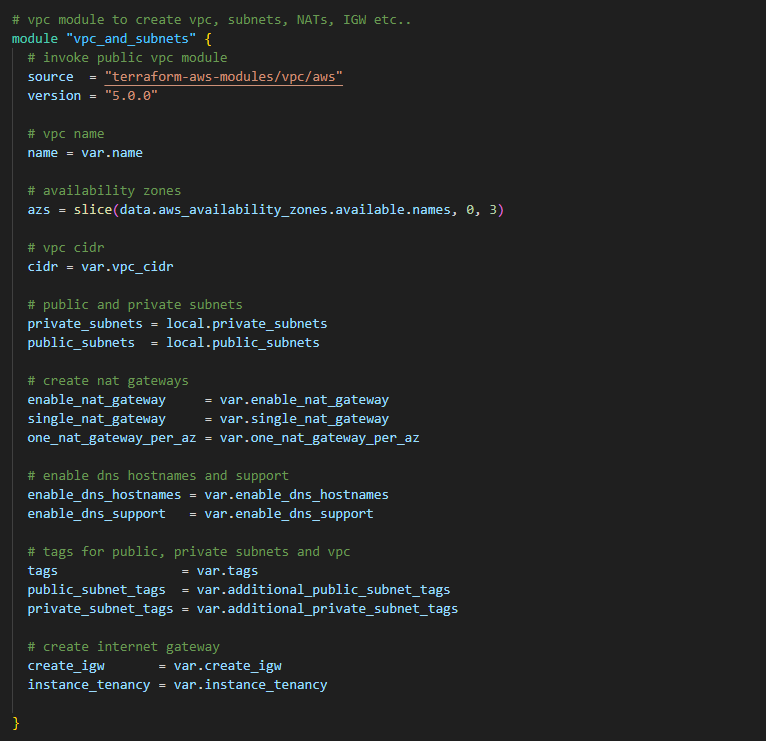 # vpc module to create vpc, subnets, NATs, IGW etc..
module "vpc_and_subnets" {
  # invoke public vpc module
  source  = "terraform-aws-modules/vpc/aws"
  version = "5.0.0"

  # vpc name
  name = var.name

  # availability zones
  azs = slice(data.aws_availability_zones.available.names, 0, 3)

  # vpc cidr
  cidr = var.vpc_cidr

  # public and private subnets
  private_subnets = local.private_subnets
  public_subnets  = local.public_subnets

  # create nat gateways
  enable_nat_gateway     = var.enable_nat_gateway
  single_nat_gateway     = var.single_nat_gateway
  one_nat_gateway_per_az = var.one_nat_gateway_per_az

  # enable dns hostnames and support
  enable_dns_hostnames = var.enable_dns_hostnames
  enable_dns_support   = var.enable_dns_support

  # tags for public, private subnets and vpc
  tags                = var.tags
  public_subnet_tags  = var.additional_public_subnet_tags
  private_subnet_tags = var.additional_private_subnet_tags

  # create internet gateway
  create_igw       = var.create_igw
  instance_tenancy = var.instance_tenancy

}